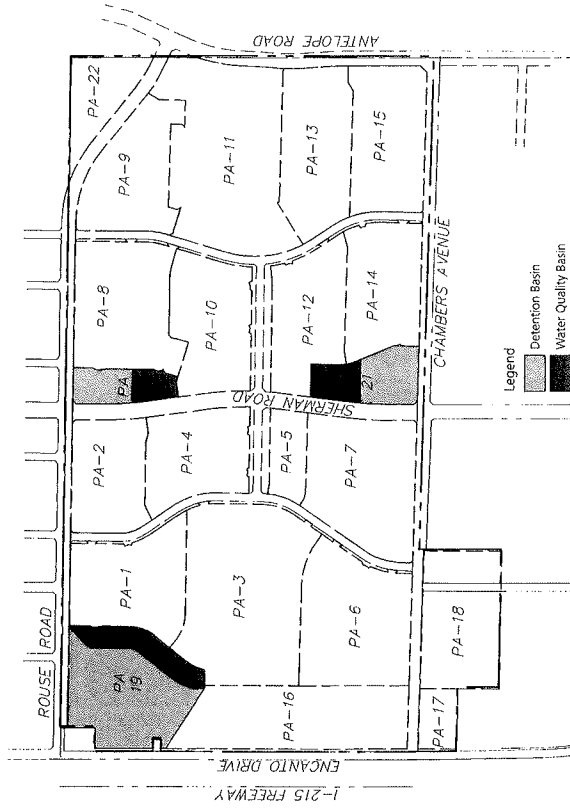 ANTELOPE ROAD
PA-22
PA-9
PA-11
PA-13
PA-15
PA-8
PA-10
PA-12
PA-14
CHAMBERS AVENUE
PA
21
SHERMAN ROAD
PA-2
PA-4
PA-5
PA-7
PA-1
PA-3
PA-6
PA-18
ROUSE ROAD
PA
19
PA-16
PA-17
ENCANTO DRIVE
I-215 FREEWAY
Legend
Detention Basin
Water Quality Basin